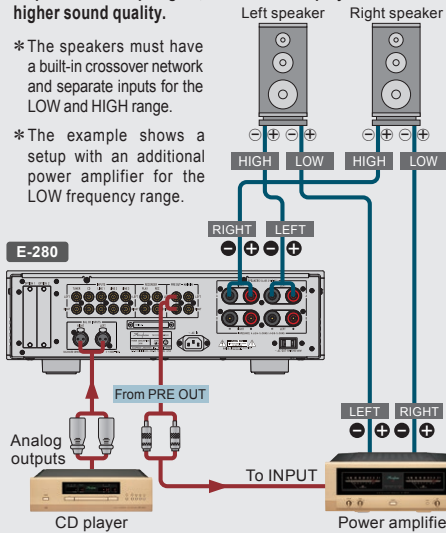 higher sound quality.
Left speaker Right speaker
＊The speakers must have
a built-in crossover network
and separate inputs for the
LOW and HIGH range.
＊The example shows a
setup with an additional
power amplifier for the
LOW frequency range.
HIGH LOW HIGH LOW
RIGHT LEFT
E-280
From PRE OUT
LEFT RIGHT
Analog
outputs
To INPUT
CD player
Power amplifie